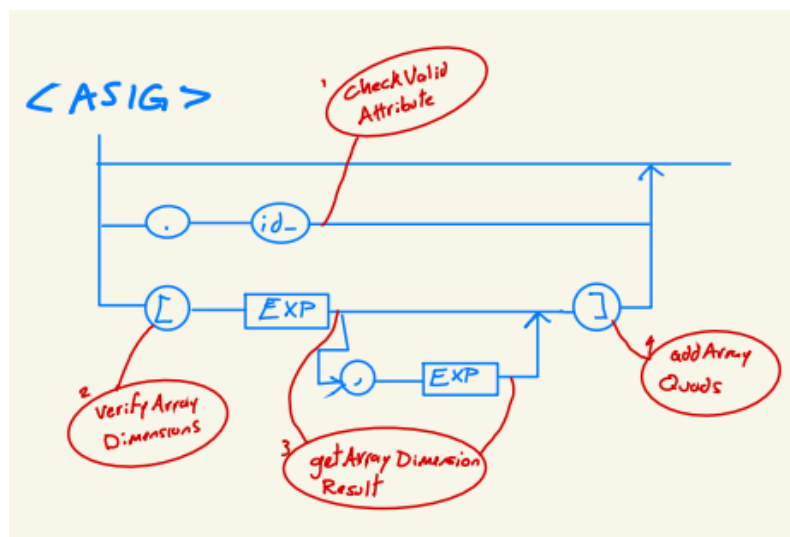 <ASIG>
1
Check Valid
Attribute
.
id_
[
EXP
]
,
EXP
2
Verify Array
Dimensions
3
get Array Dimension
Result
4
add Array
Quads